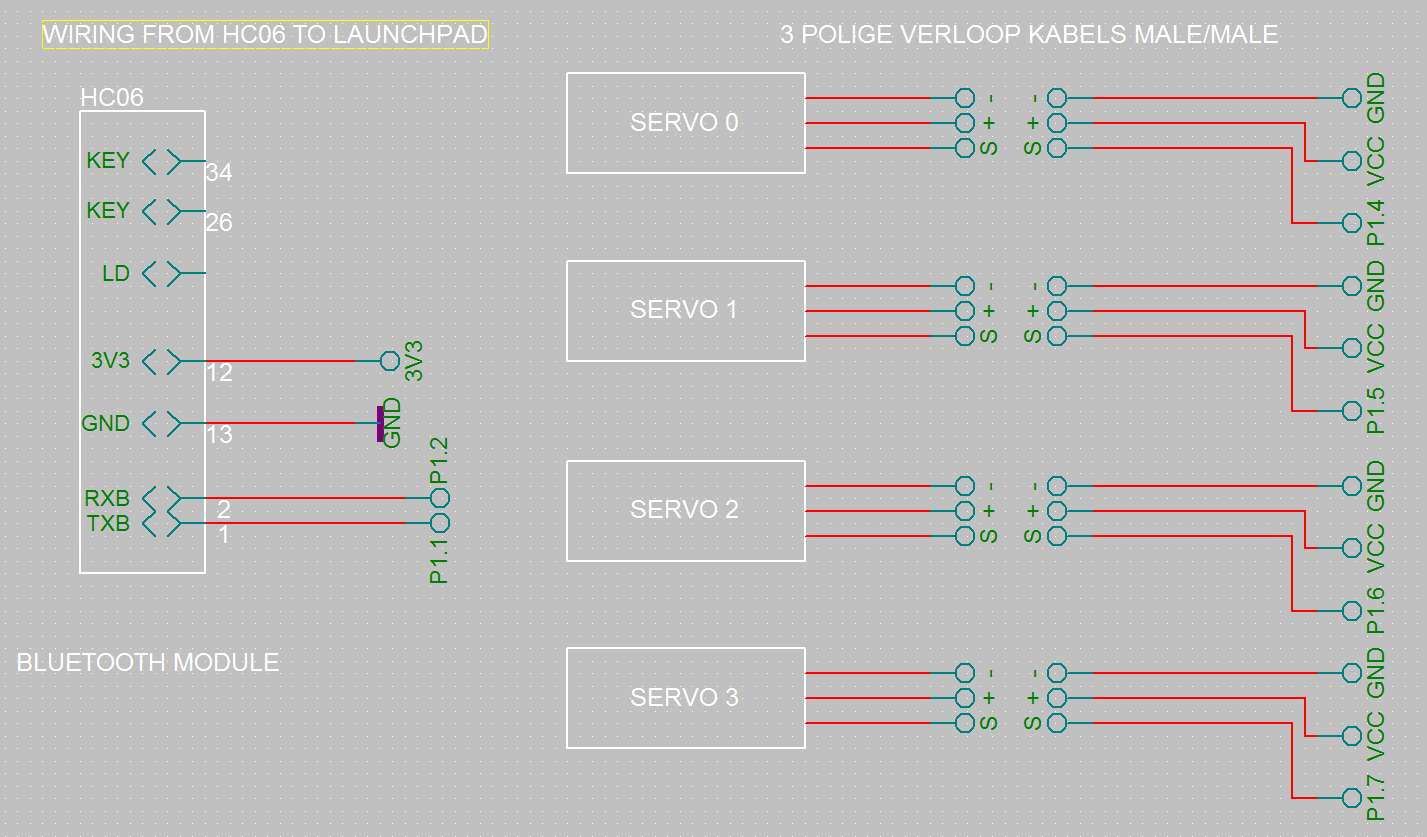 WIRING FROM HC06 TO LAUNCHPAD
3 POLIGE VERLOOP KABELS MALE/MALE
HC06
KEY
34
KEY
26
LD
3V3
12
3V3
GND
13
GND
RXB
2
P1.2
TXB
1
P1.1
BLUETOOTH MODULE
SERVO 0
- -
+ +
S S
GND
VCC
P1.4
SERVO 1
- -
+ +
S S
GND
VCC
P1.5
SERVO 2
- -
+ +
S S
GND
VCC
P1.6
SERVO 3
- -
+ +
S S
GND
VCC
P1.7